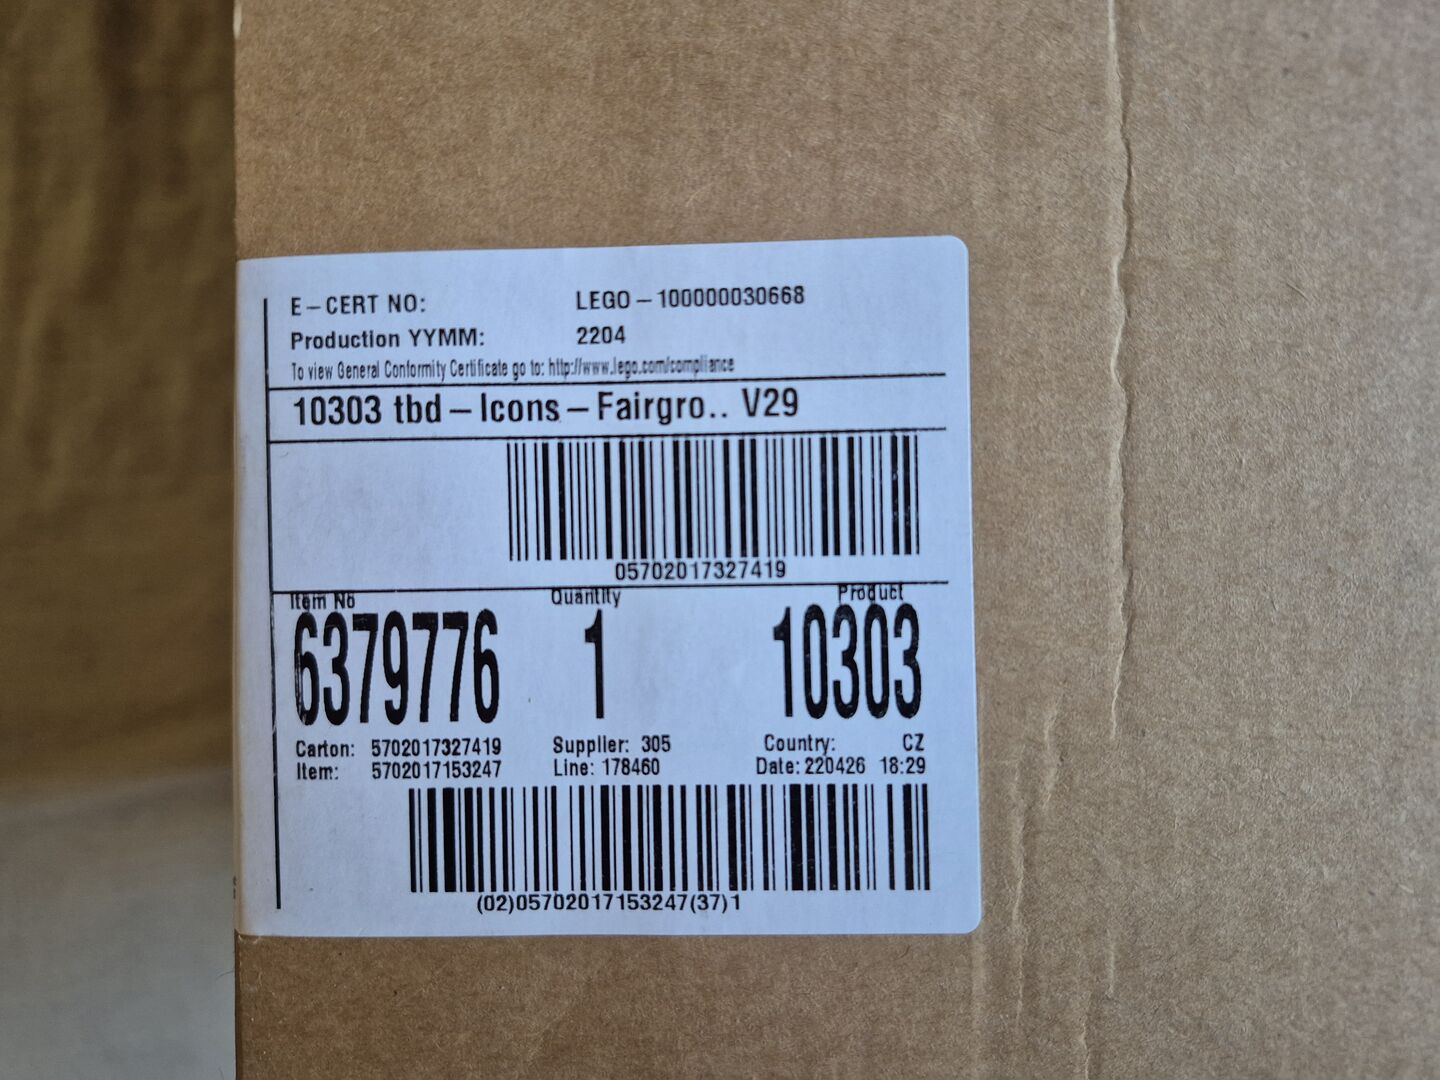 E-CERT NO: LEGO-100000030668
Production YYMM: 2204
To view General Conformity Certificate go to: http://www.lego.com/compliance
10303 tbd-Icons-Fairgro.. V29
05702017327419
Item No Quantity Product
6379776 1 10303
Carton: 5702017327419 Supplier: 305 Country: CZ
Item: 5702017153247 Line: 178460 Date: 220426 18:29
(02)05702017153247(37)1